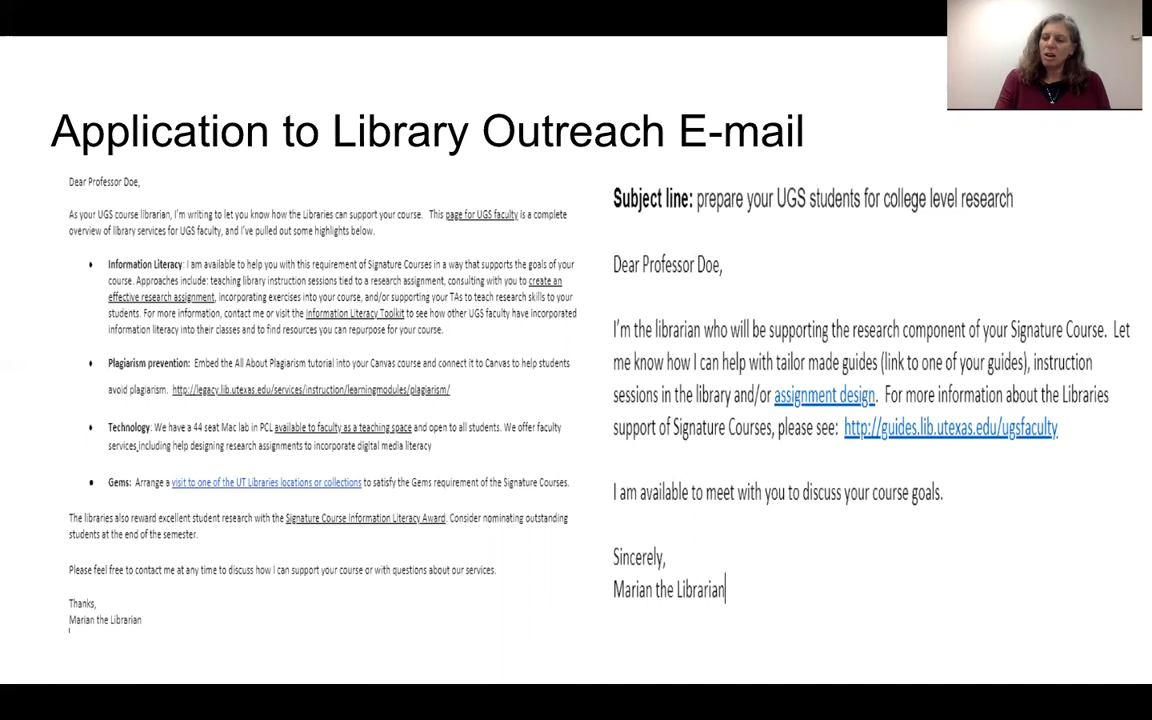 Application to Library Outreach E-mail
Dear Professor Doe,
As your UGS course librarian, I'm writing to let you know how the Libraries can support your course. This page for UGS faculty is a complete
overview of library services for UGS faculty, and I've pulled out some highlights below.
• Information Literacy: I am available to help you with this requirement of Signature Courses in a way that supports the goals of your
course. Approaches include: teaching library instruction sessions tied to a research assignment, consulting with you to create an
effective research assignment, incorporating exercises into your course, and/or supporting your TAs to teach research skills to your
students. For more information, contact me or visit the Information Literacy Toolkit to see how other UGS faculty have incorporated
information literacy into their classes and to find resources you can repurpose for your course.
• Plagiarism prevention: Embed the All About Plagiarism tutorial into your Canvas course and connect it to Canvas to help students
avoid plagiarism. http://legacy.lib.utexas.edu/services/instruction/learningmodules/plagiarism/
• Technology: We have a 44 seat Mac lab in PCL available to faculty as a teaching space and open to all students. We offer faculty
services including help designing research assignments to incorporate digital media literacy
• Gems: Arrange a visit to one of the UT Libraries locations or collections to satisfy the Gems requirement of the Signature Courses.
The libraries also reward excellent student research with the Signature Course Information Literacy Award. Consider nominating outstanding
students at the end of the semester.
Please feel free to contact me at any time to discuss how I can support your course or with questions about our services.
Thanks,
Marian the Librarian
Subject line: prepare your UGS students for college level research
Dear Professor Doe,
I'm the librarian who will be supporting the research component of your Signature Course. Let
me know how I can help with tailor made guides (link to one of your guides), instruction
sessions in the library and/or assignment design. For more information about the Libraries
support of Signature Courses, please see: http://guides.lib.utexas.edu/ugsfaculty
I am available to meet with you to discuss your course goals.
Sincerely,
Marian the Librarian